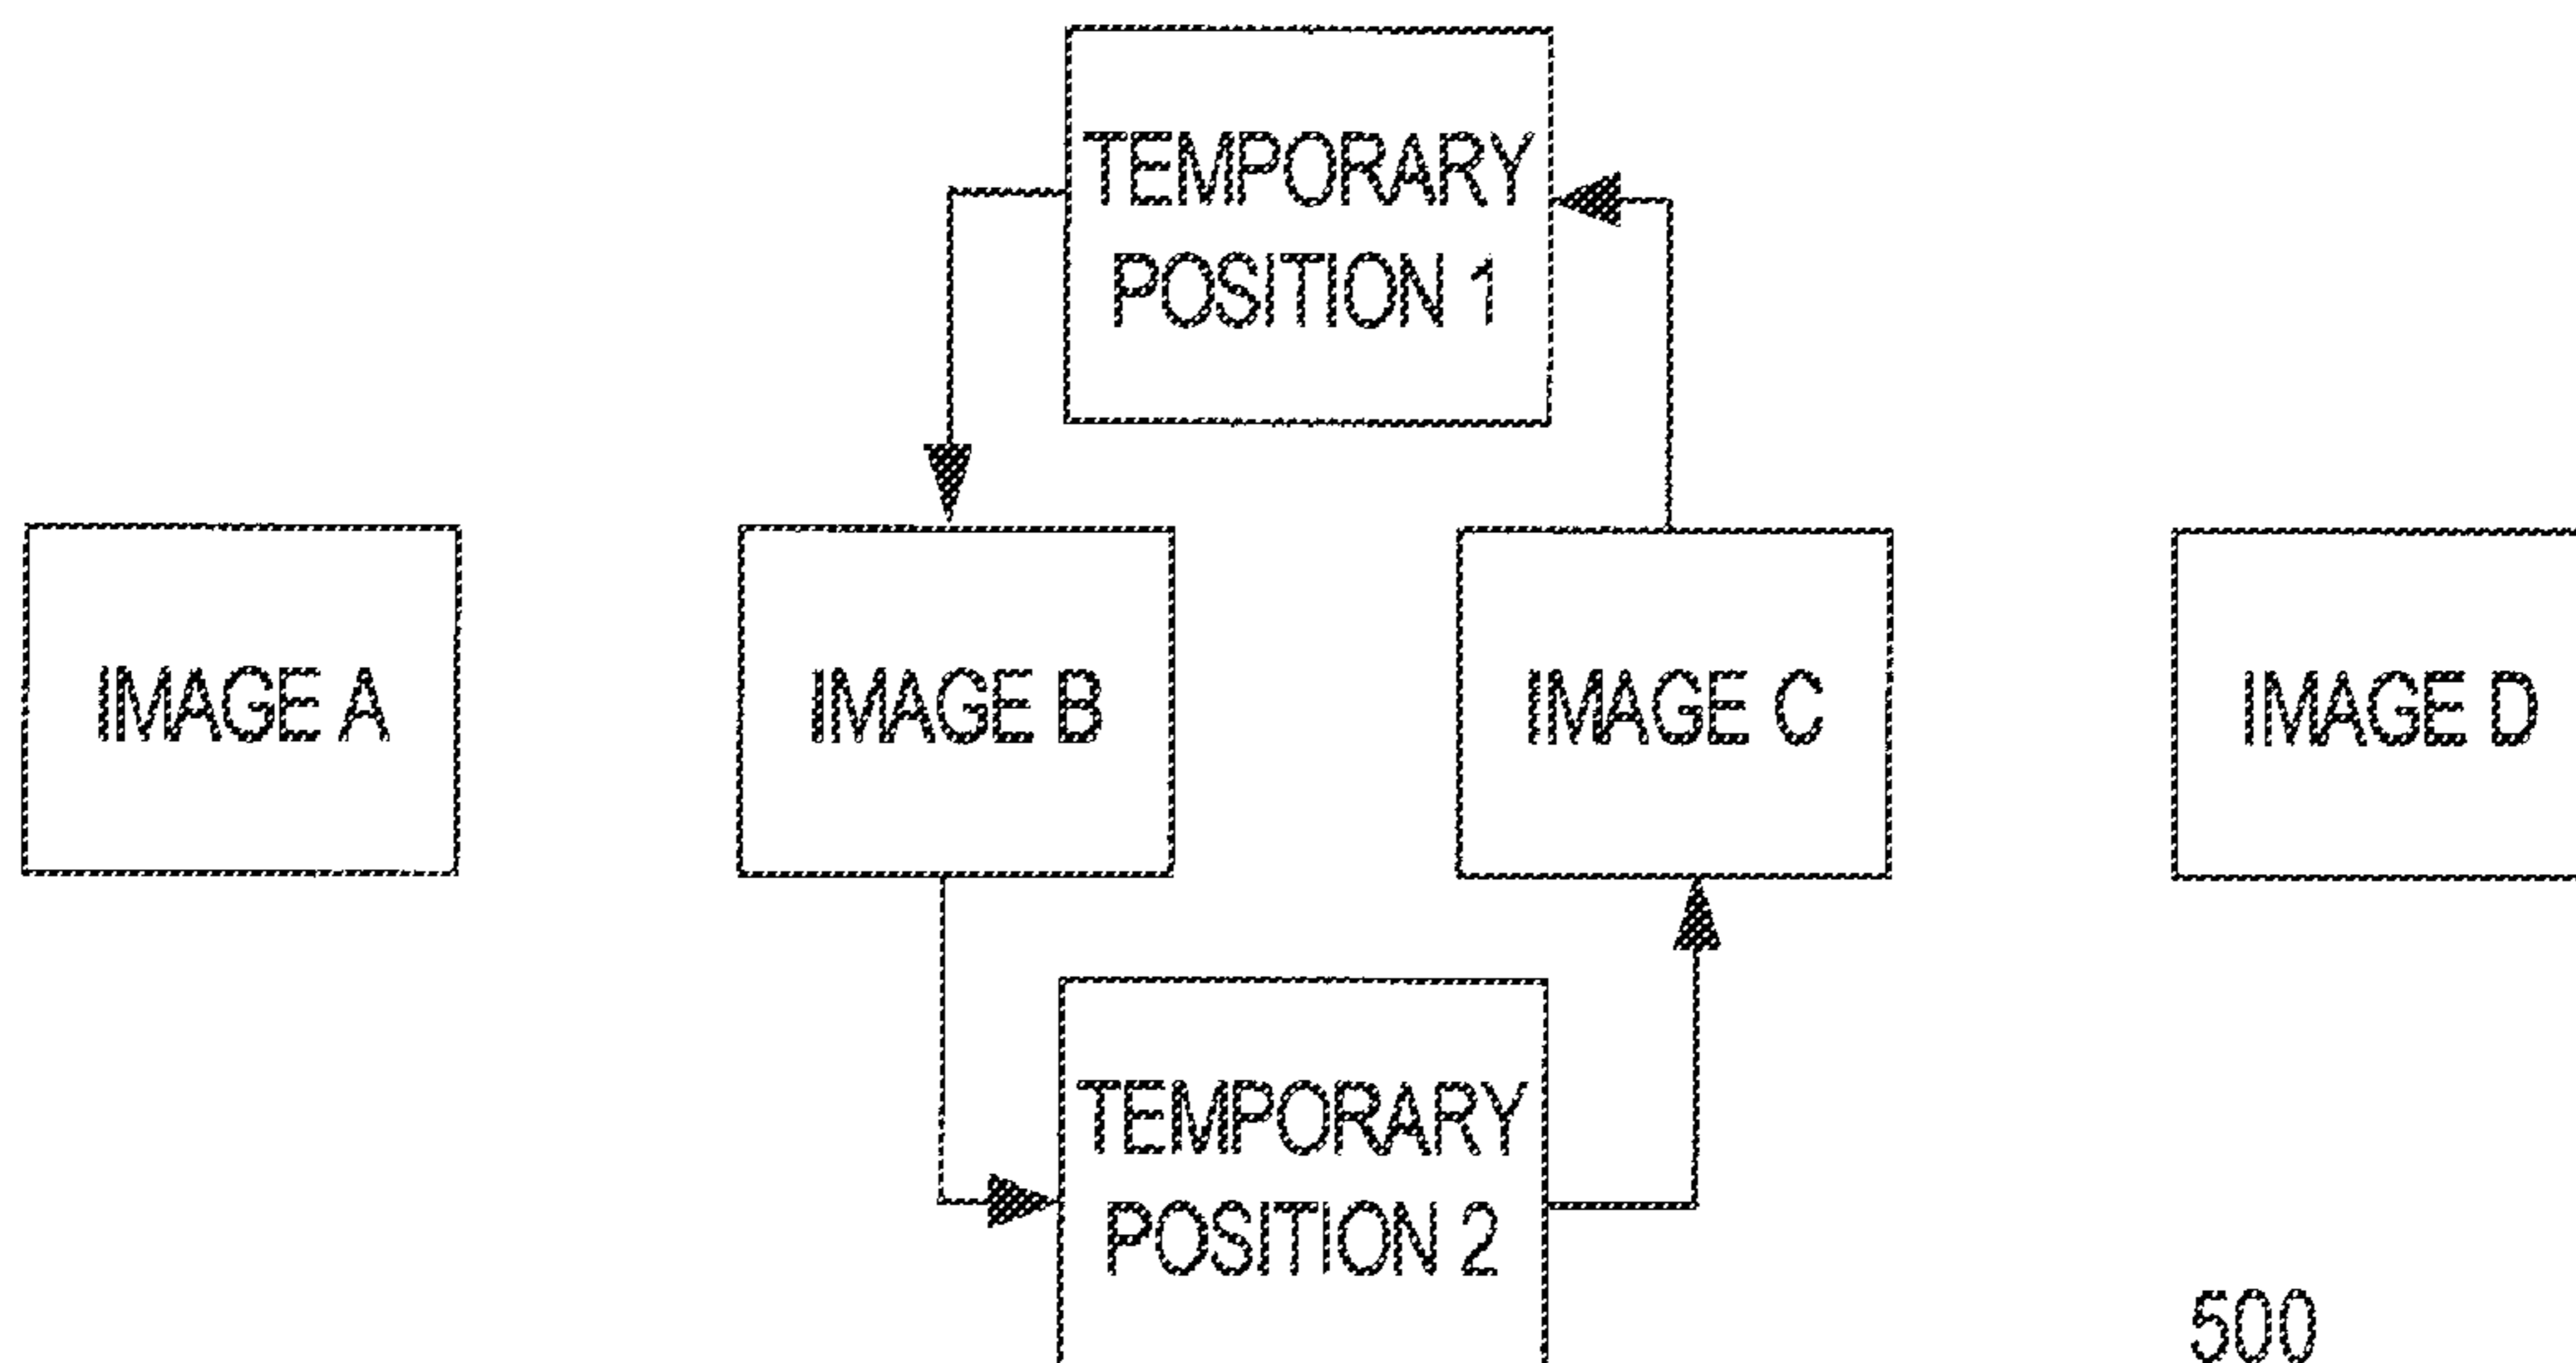 TEMPORARY
POSITION 1
IMAGE A
IMAGE B
IMAGE C
IMAGE D
TEMPORARY
POSITION 2
500